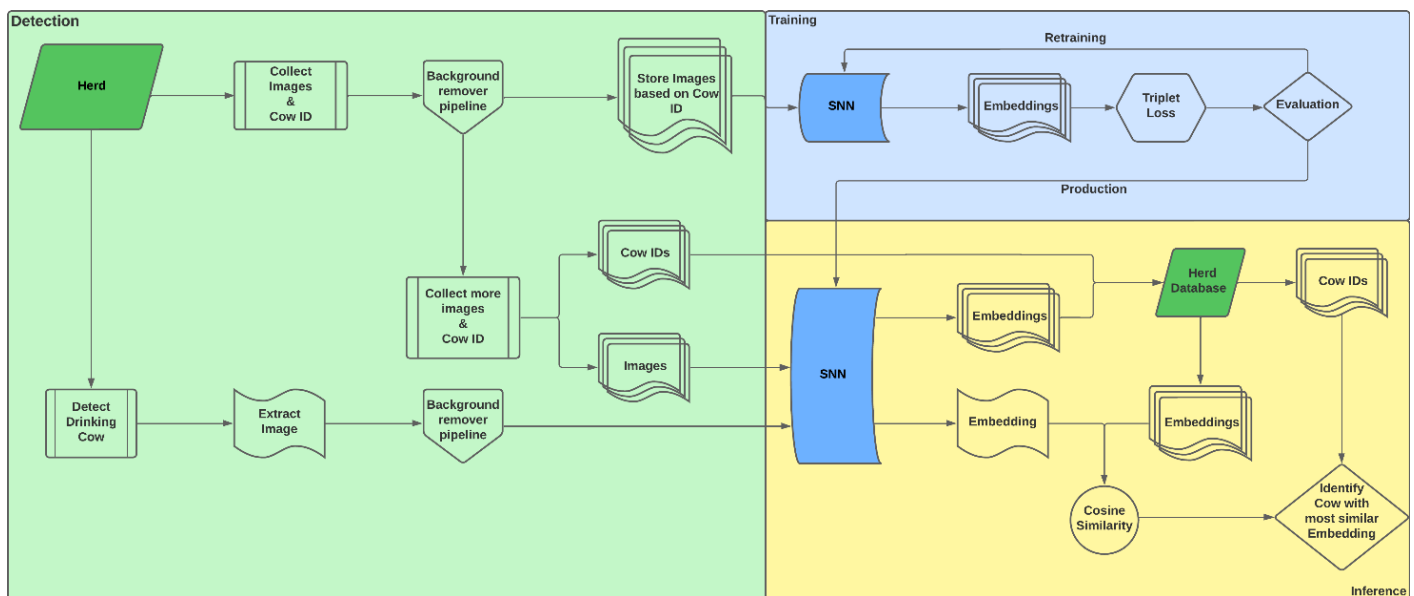 Detection
Herd
Collect
Images
&
Cow ID
Background
remover
pipeline
Store Images
based on Cow
ID
Collect more
images
&
Cow ID
Cow IDs
Images
Detect
Drinking
Cow
Extract
Image
Background
remover
pipeline
Training
Retraining
SNN
Embeddings
Triplet
Loss
Evaluation
Production
SNN
Embeddings
Herd
Database
Cow IDs
Embedding
Embeddings
Cosine
Similarity
Identify
Cow with
most similar
Embedding
Inference